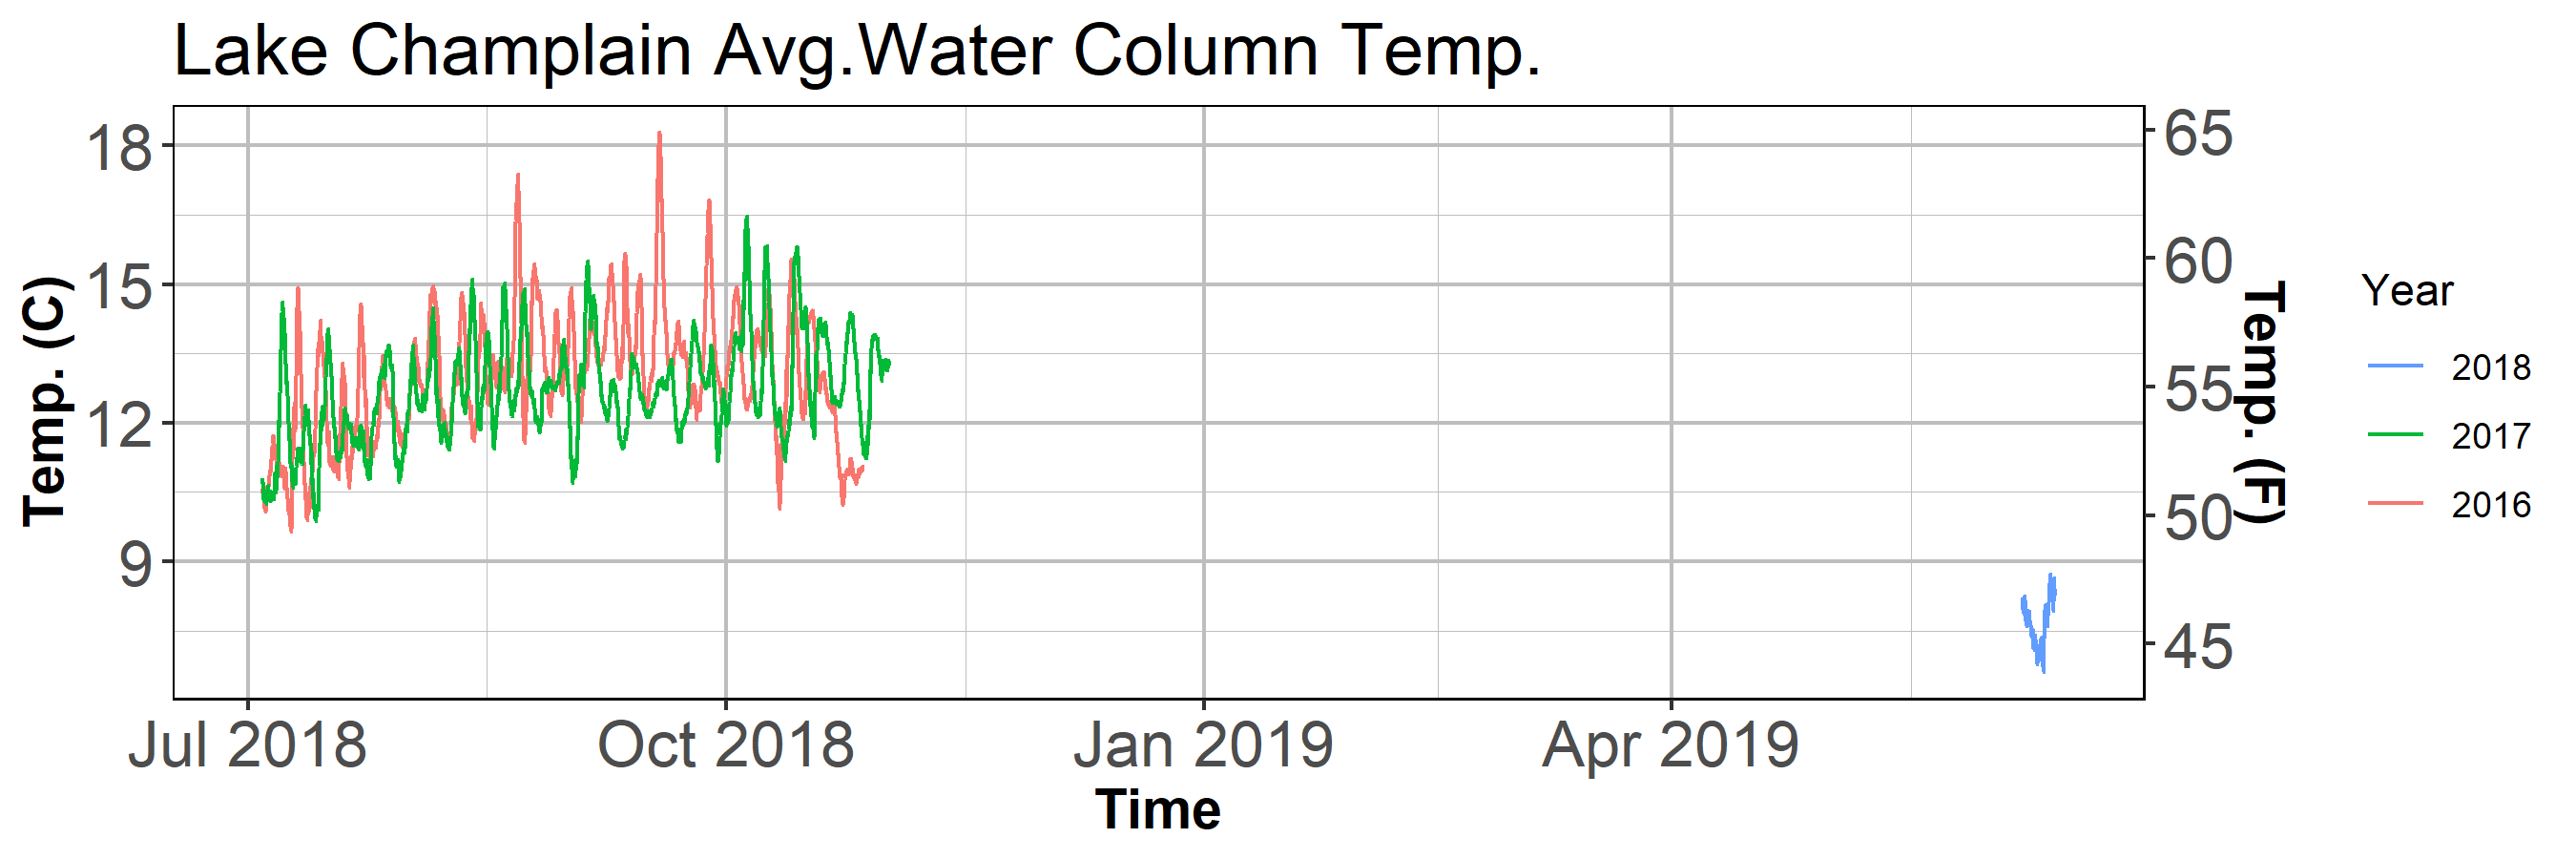 Lake Champlain Avg.Water Column Temp.
18
15
12
9
Temp. (C)
65
60
55
50
45
Temp. (F)
Jul 2018
Oct 2018
Jan 2019
Apr 2019
Time
Year
2018
2017
2016